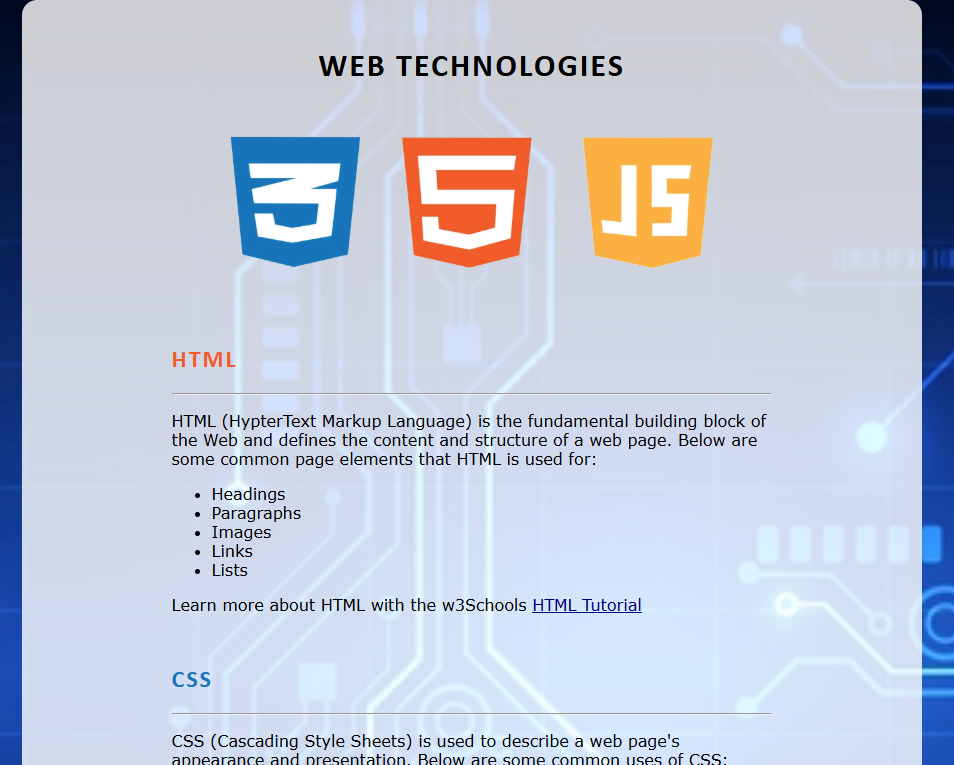 WEB TECHNOLOGIES
3 5 JS
HTML
HTML (HypterText Markup Language) is the fundamental building block of
the Web and defines the content and structure of a web page. Below are
some common page elements that HTML is used for:
• Headings
• Paragraphs
• Images
• Links
• Lists
Learn more about HTML with the w3Schools HTML Tutorial
CSS
CSS (Cascading Style Sheets) is used to describe a web page's
appearance and presentation. Below are some common uses of CSS: